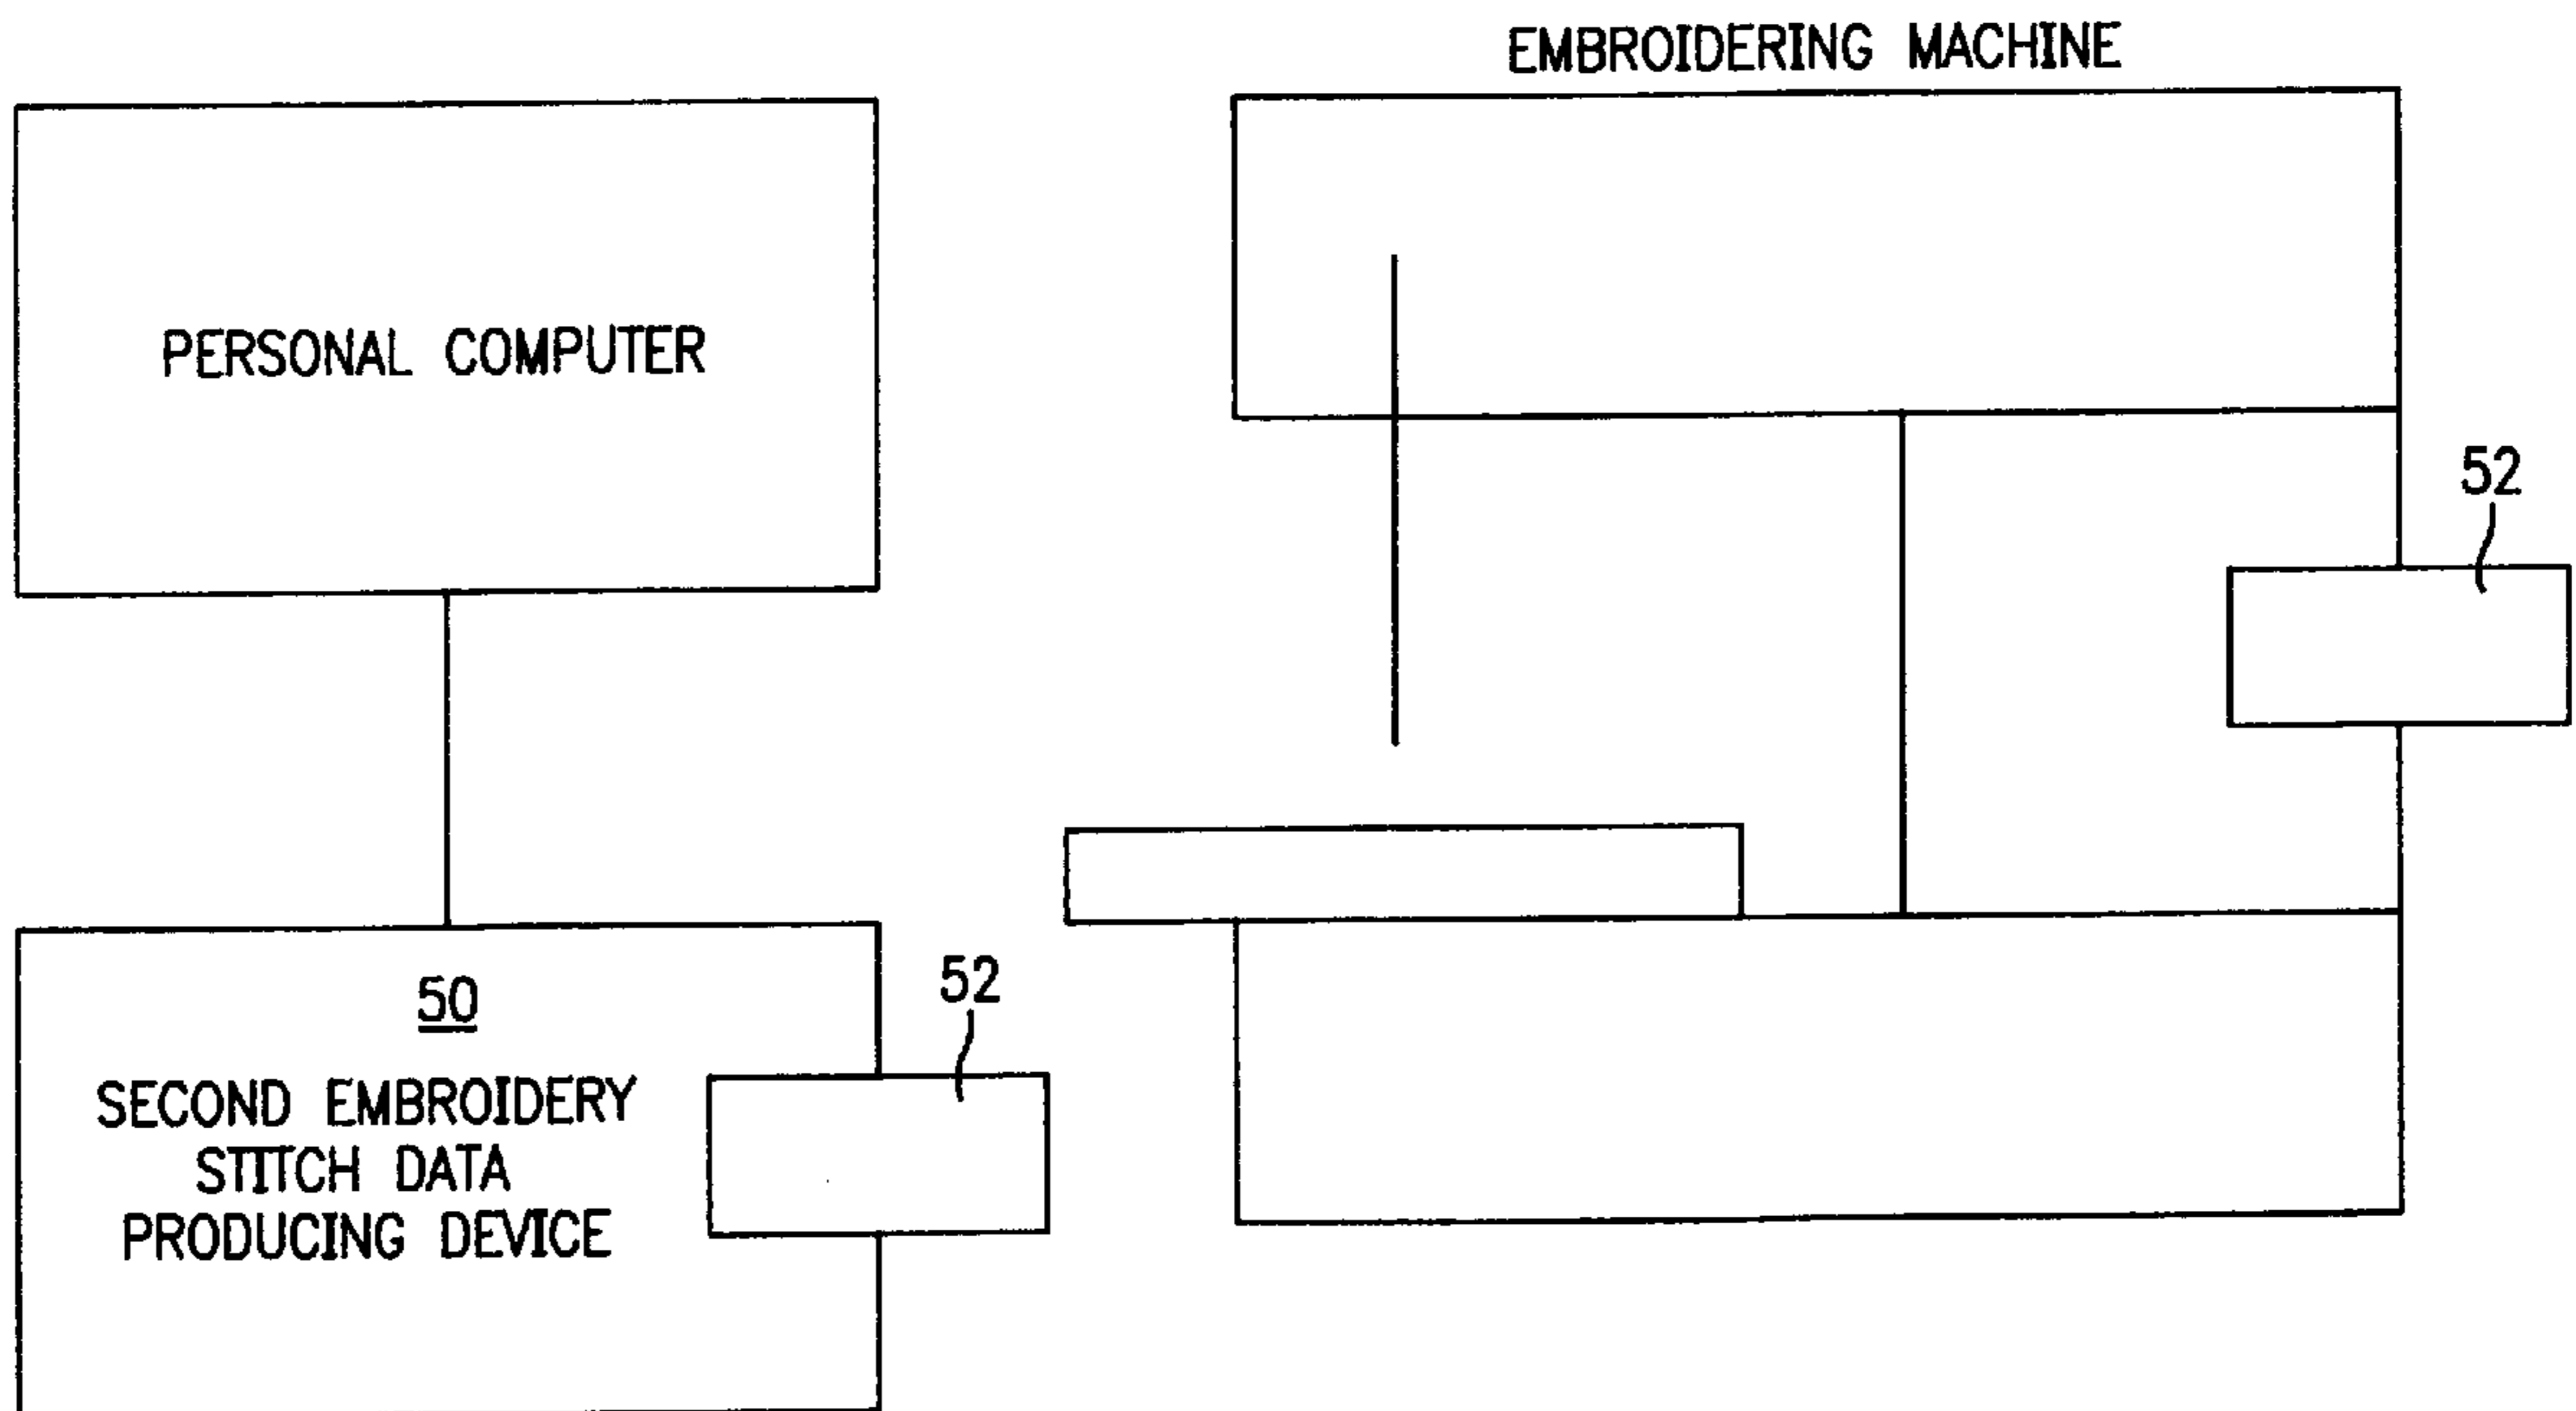 EMBROIDERING MACHINE
PERSONAL COMPUTER
52
50
52
SECOND EMBROIDERY
STITCH DATA
PRODUCING DEVICE